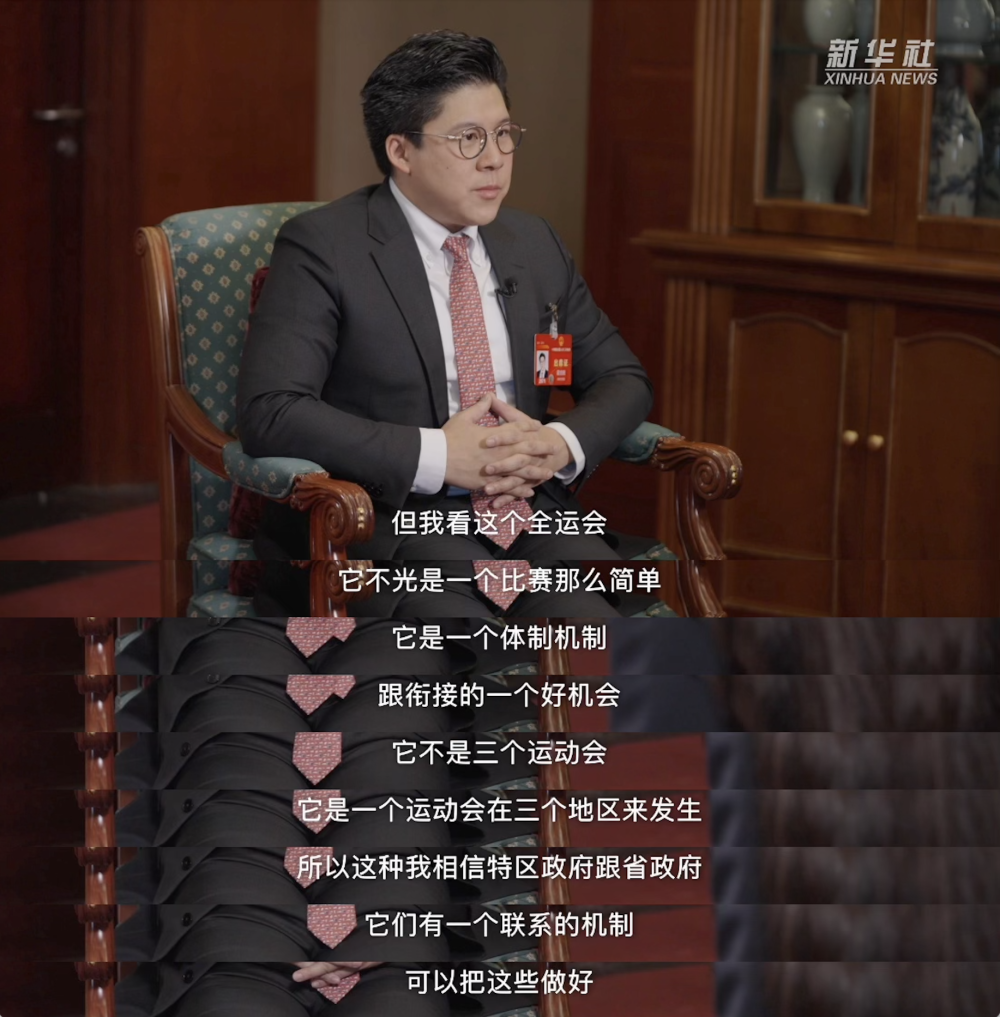 新华社
XINHUA NEWS
但我看这个全运会
它不光是一个比赛那么简单
它是一个体制机制
跟衔接的一个好机会
它不是三个运动会
它是一个运动会在三个地区来发生
所以这种我相信特区政府跟省政府
它们有一个联系的机制
可以把这些做好